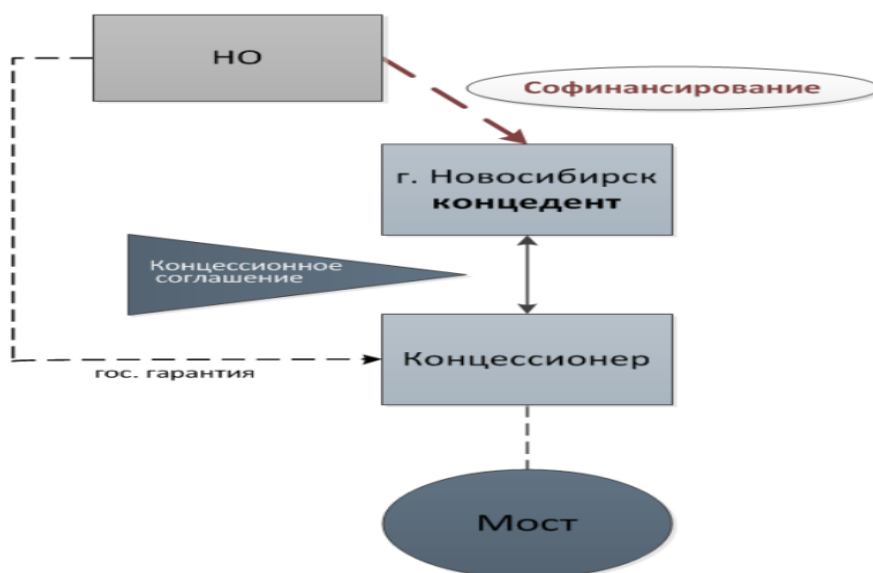 НО
Софинансирование
г. Новосибирск
концедент
Концессионное
соглашение
Концессионер
гос. гарантия
Мост